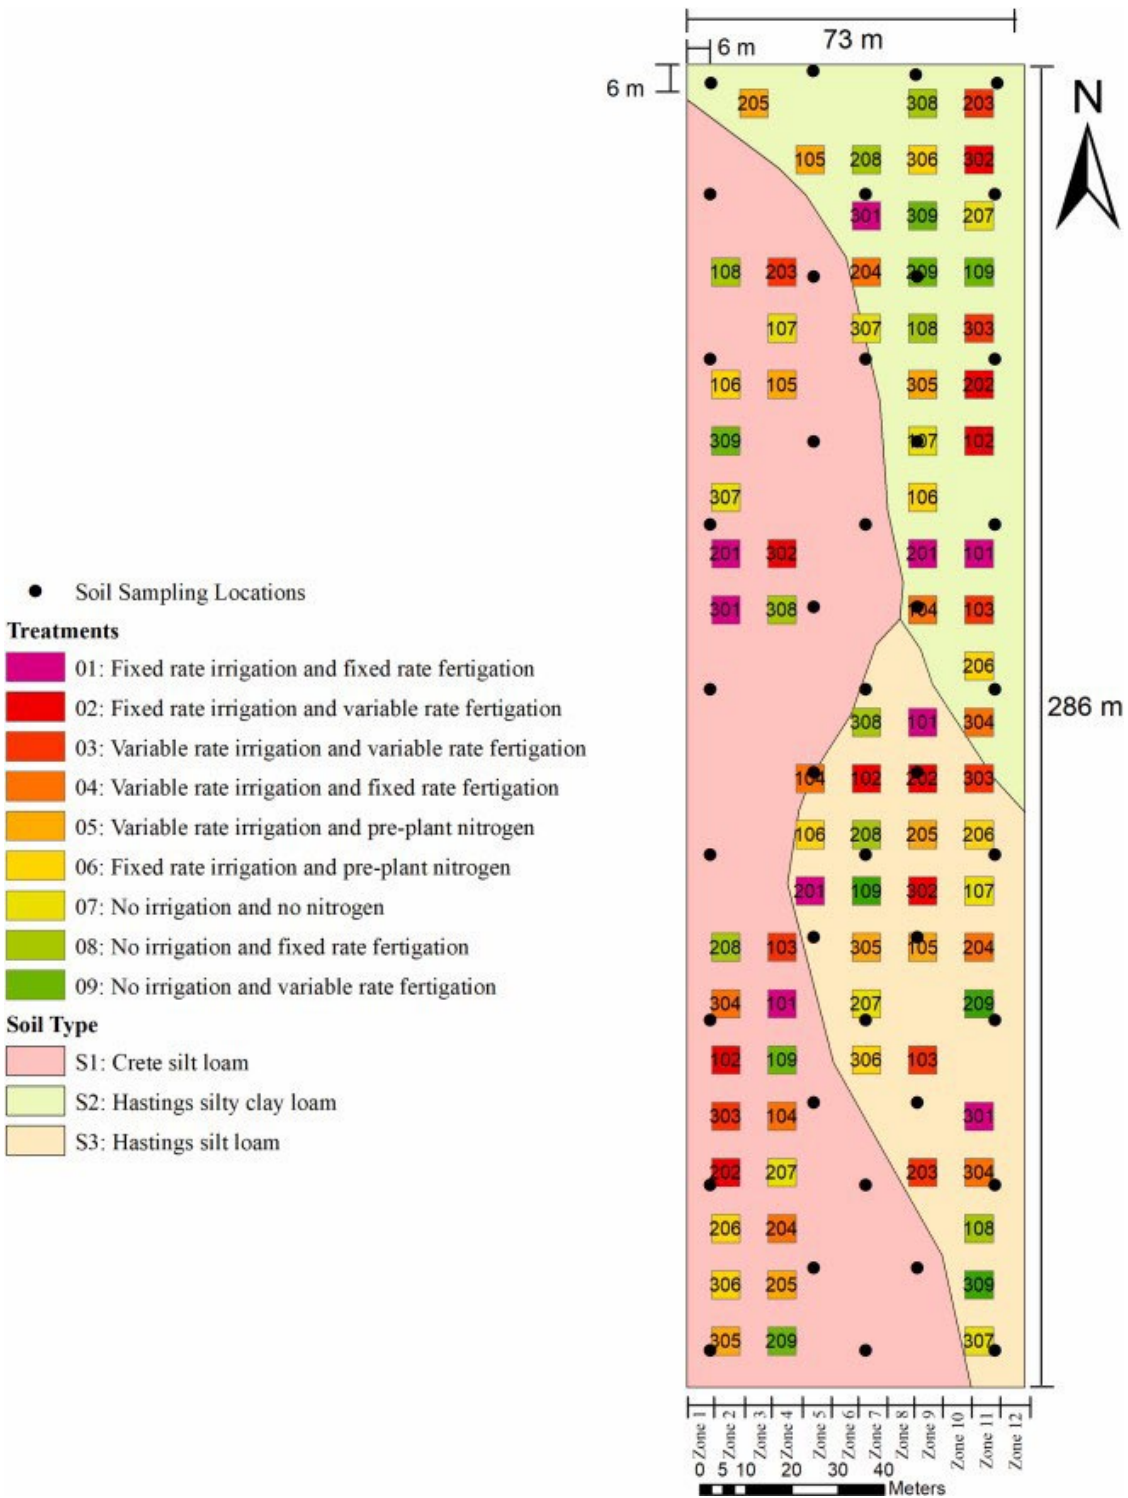 73 m
6 m
6 m
N
205 308 203
105 208 306 302
301 309 207
108 203 204 209 109
107 307 108 303
106 105 305 202
309 107 102
307 106
201 302 201 101
301 308 104 103
206
286 m
308 101 304
104 102 202 303
106 208 205 206
201 109 302 107
208 103 305 105 204
304 101 207 209
102 109 306 103
303 104 301
202 207 203 304
206 204 108
306 205 309
305 209 307
Soil Sampling Locations
Treatments
01: Fixed rate irrigation and fixed rate fertigation
02: Fixed rate irrigation and variable rate fertigation
03: Variable rate irrigation and variable rate fertigation
04: Variable rate irrigation and fixed rate fertigation
05: Variable rate irrigation and pre-plant nitrogen
06: Fixed rate irrigation and pre-plant nitrogen
07: No irrigation and no nitrogen
08: No irrigation and fixed rate fertigation
09: No irrigation and variable rate fertigation
Soil Type
S1: Crete silt loam
S2: Hastings silty clay loam
S3: Hastings silt loam
Zone 1
Zone 2
Zone 3
Zone 4
Zone 5
Zone 6
Zone 7
Zone 8
Zone 9
Zone 10
Zone 11
Zone 12
0 5 10 20 30 40
Meters